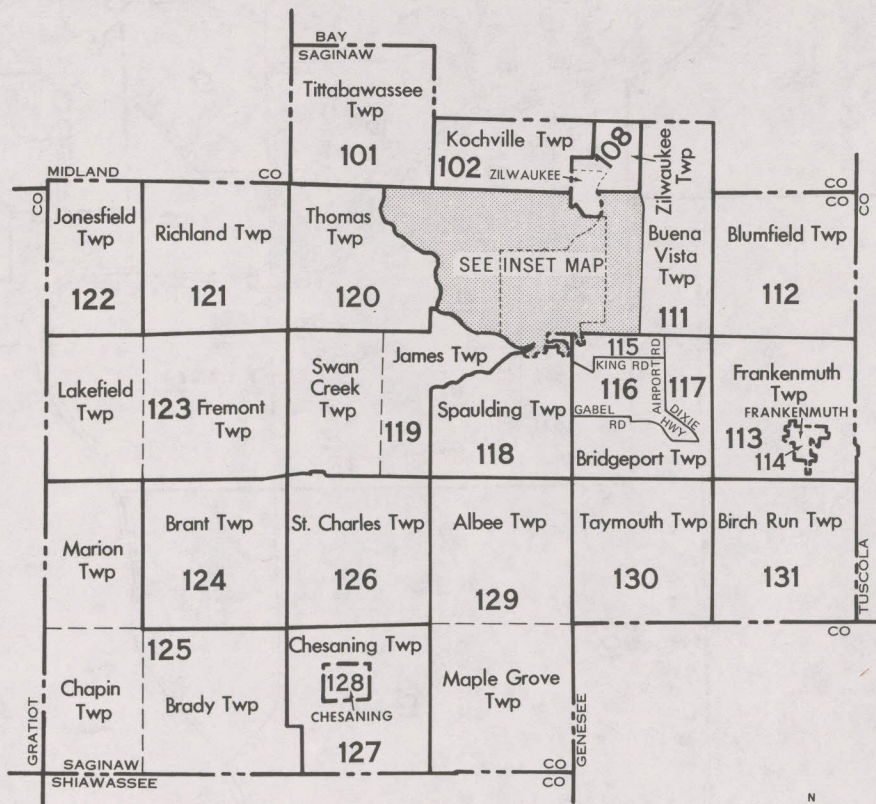 BAY
SAGINAW
Tittabawassee
Twp
101
Kochville Twp
102
ZILWAUKEE
108
Zilwaukee
Twp
MIDLAND
CO
CO
CO
CO
CO
Jonesfield
Twp
122
Richland Twp
121
Thomas
Twp
120
SEE INSET MAP
Buena
Vista
Twp
111
Blumfield Twp
112
Lakefield
Twp
123
Fremont
Twp
Swan
Creek
Twp
119
James Twp
Spaulding Twp
118
115
KING RD
116
AIRPORT RD
117
GABEL
RD
DIXIE
HWY
Bridgeport Twp
Frankenmuth
Twp
FRANKENMUTH
113
114
Marion
Twp
Brant Twp
124
St. Charles Twp
126
Albee Twp
129
Taymouth Twp
130
Birch Run Twp
131
TUSCOLA
CO
125
Chapin
Twp
Brady Twp
Chesaning Twp
128
CHESANING
127
Maple Grove
Twp
GRATIOT
GENESEE
SAGINAW
SHIAWASSEE
CO
CO
N